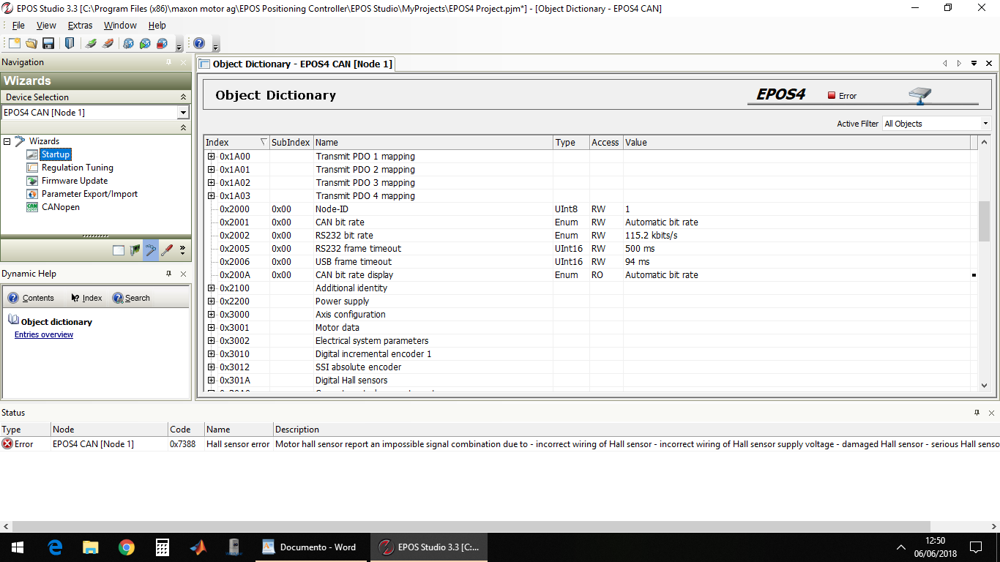 EPOS Studio 3.3 [C:\Program Files (x86)\maxon motor ag\EPOS Positioning Controller\EPOS Studio\MyProjects\EPOS4 Project.pjm*] - [Object Dictionary - EPOS4 CAN]
File View Extras Window Help
Navigation
Wizards
Device Selection
EPOS4 CAN [Node 1]
Wizards
Startup
Regulation Tuning
Firmware Update
Parameter Export/Import
CANopen
Dynamic Help
Contents Index Search
Object dictionary
Entries overview
Object Dictionary - EPOS4 CAN [Node 1]
Object Dictionary
EPOS4 Error
Active Filter All Objects
Index SubIndex Name Type Access Value
0x1A00 Transmit PDO 1 mapping
0x1A01 Transmit PDO 2 mapping
0x1A02 Transmit PDO 3 mapping
0x1A03 Transmit PDO 4 mapping
0x2000 0x00 Node-ID UInt8 RW 1
0x2001 0x00 CAN bit rate Enum RW Automatic bit rate
0x2002 0x00 RS232 bit rate Enum RW 115.2 kbits/s
0x2005 0x00 RS232 frame timeout UInt16 RW 500 ms
0x2006 0x00 USB frame timeout UInt16 RW 94 ms
0x200A 0x00 CAN bit rate display Enum RO Automatic bit rate
0x2100 Additional identity
0x2200 Power supply
0x3000 Axis configuration
0x3001 Motor data
0x3002 Electrical system parameters
0x3010 Digital incremental encoder 1
0x3012 SSI absolute encoder
0x301A Digital Hall sensors
Status
Type Node Code Name Description
Error EPOS4 CAN [Node 1] 0x7388 Hall sensor error Motor hall sensor report an impossible signal combination due to - incorrect wiring of Hall sensor - incorrect wiring of Hall sensor supply voltage - damaged Hall sensor - serious Hall senso
Documento - Word
EPOS Studio 3.3 [C:...
12:50
06/06/2018